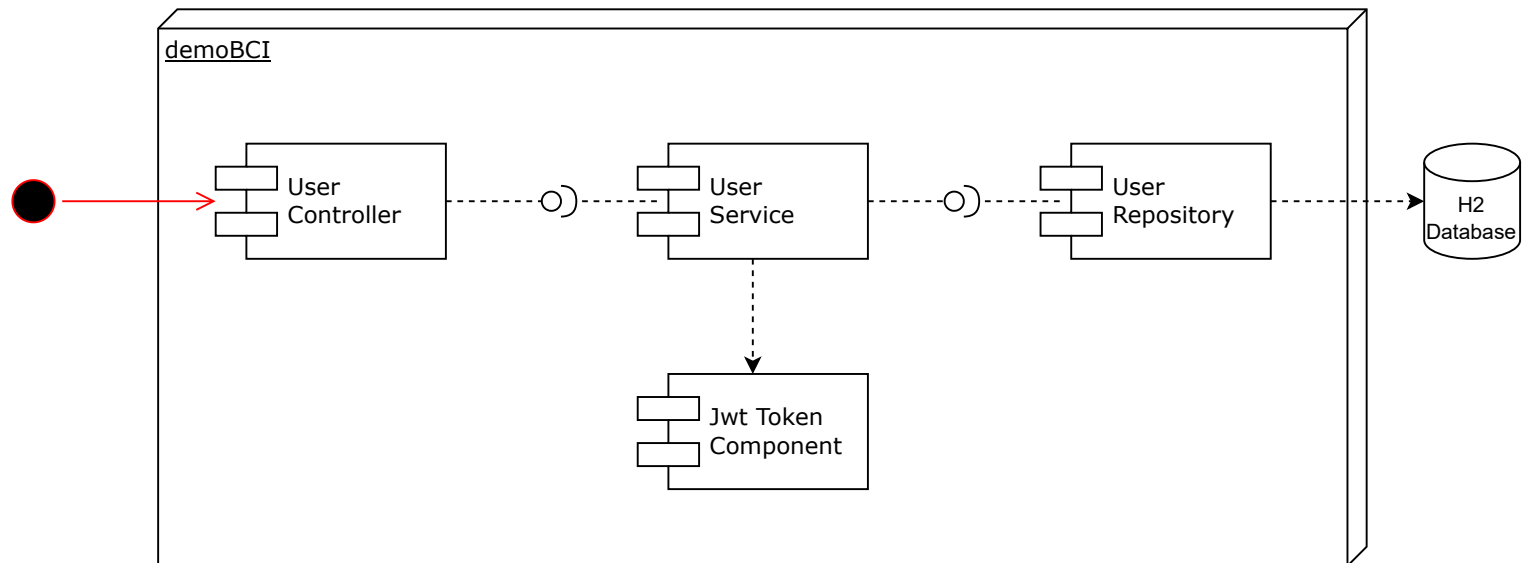 demoBCI
User
Controller
User
Service
User
Repository
H2
Database
Jwt Token
Component